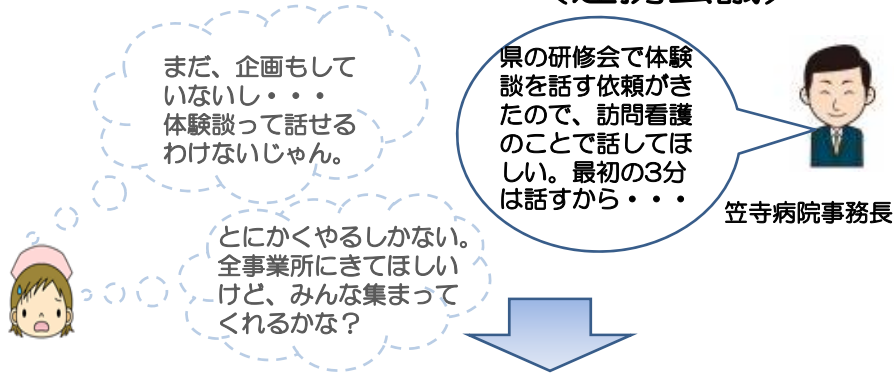 まだ、企画もして
いないし・・・
体験談って話せる
わけないじゃん。
県の研修会で体験
談を話す依頼がき
たので、訪問看護
のことで話してほ
しい。最初の3分
は話すから・・・
笠寺病院事務長
とにかくやるしかない。
全事業所にきてほしい
けど、みんな集まって
くれるかな？